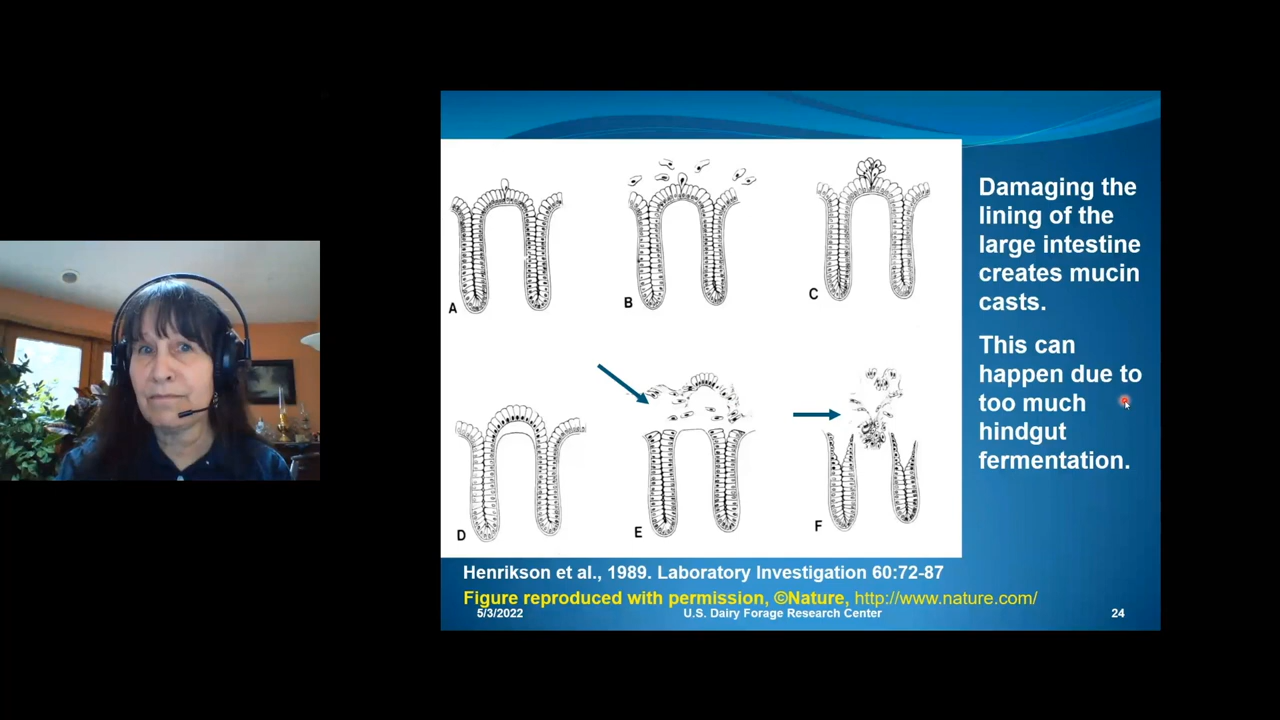 A
B
C
D
E
F
Damaging the
lining of the
large intestine
creates mucin
casts.
This can
happen due to
too much
hindgut
fermentation.
Henrikson et al., 1989. Laboratory Investigation 60:72-87
Figure reproduced with permission, ©Nature, http://www.nature.com/
5/3/2022 U.S. Dairy Forage Research Center 24